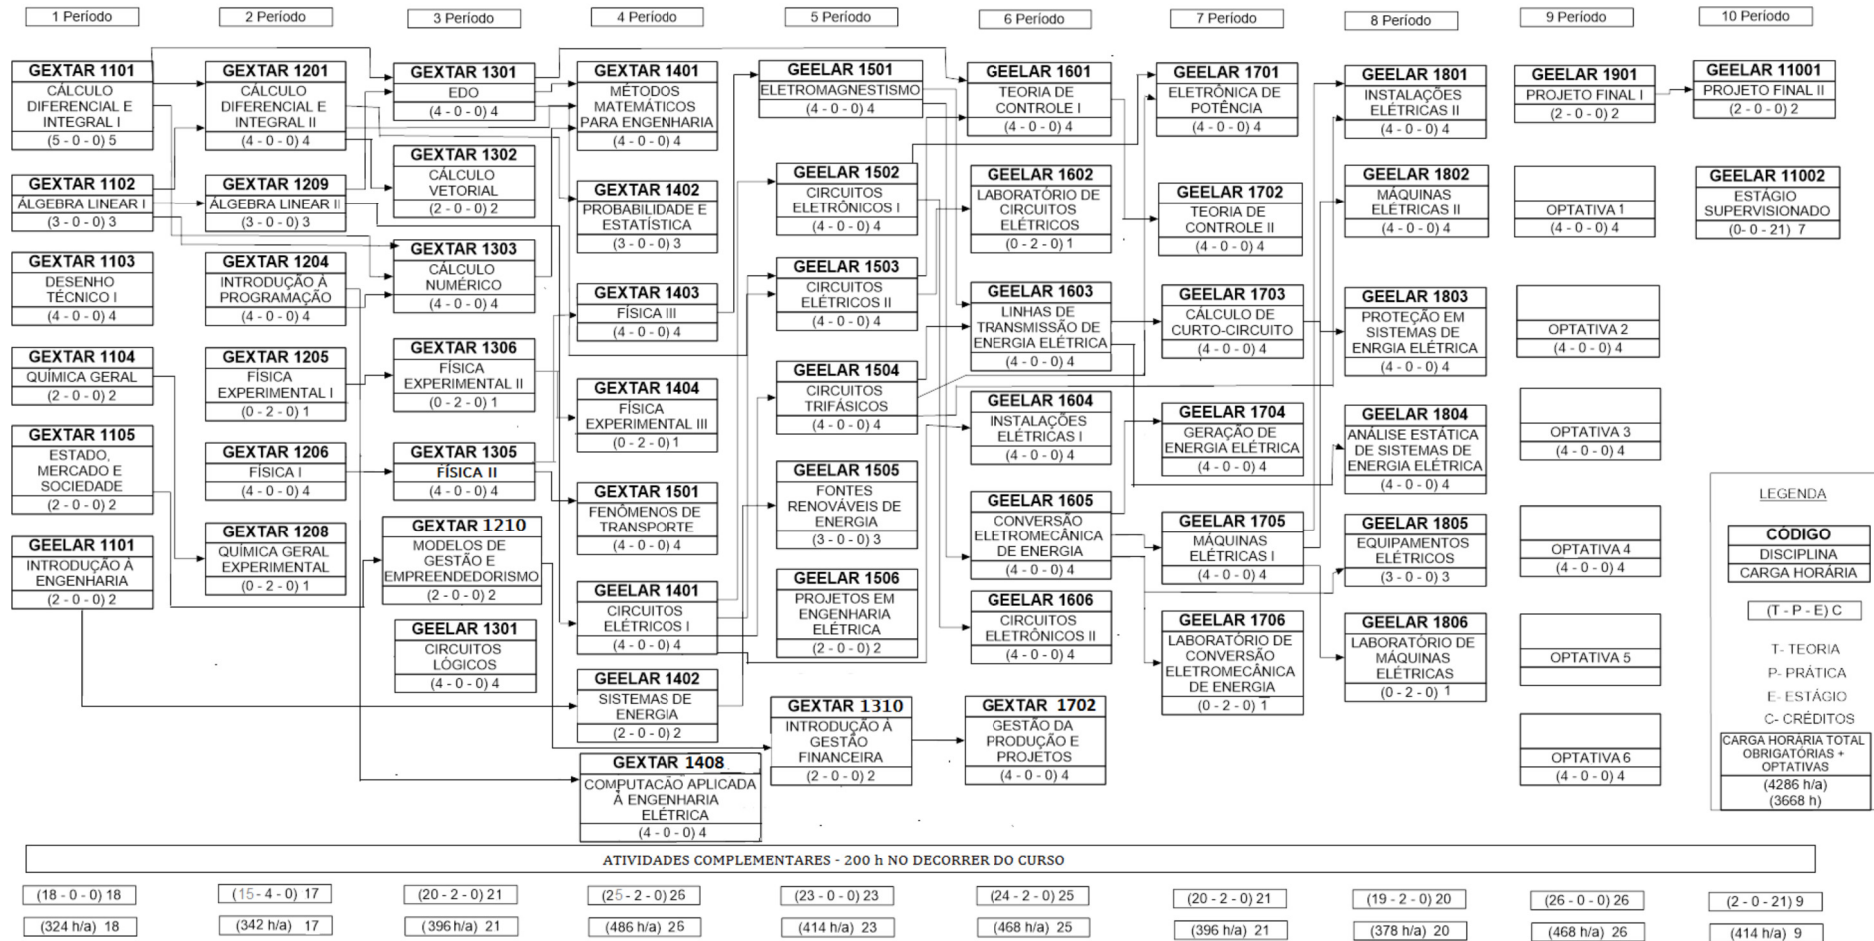 1 Período
2 Período
3 Período
4 Período
5 Período
6 Período
7 Período
8 Período
9 Período
10 Período
GEXTAR 1101
CÁLCULO
DIFERENCIAL E
INTEGRAL I
(5 - 0 - 0) 5
GEXTAR 1102
ÁLGEBRA LINEAR I
(3 - 0 - 0) 3
GEXTAR 1103
DESENHO
TÉCNICO I
(4 - 0 - 0) 4
GEXTAR 1104
QUÍMICA GERAL
(2 - 0 - 0) 2
GEXTAR 1105
ESTADO,
MERCADO E
SOCIEDADE
(2 - 0 - 0) 2
GEELAR 1101
INTRODUÇÃO À
ENGENHARIA
(2 - 0 - 0) 2
GEXTAR 1201
CÁLCULO
DIFERENCIAL E
INTEGRAL II
(4 - 0 - 0) 4
GEXTAR 1209
ÁLGEBRA LINEAR II
(3 - 0 - 0) 3
GEXTAR 1204
INTRODUÇÃO À
PROGRAMAÇÃO
(4 - 0 - 0) 4
GEXTAR 1205
FÍSICA
EXPERIMENTAL I
(0 - 2 - 0) 1
GEXTAR 1206
FÍSICA I
(4 - 0 - 0) 4
GEXTAR 1208
QUÍMICA GERAL
EXPERIMENTAL
(0 - 2 - 0) 1
GEXTAR 1301
EDO
(4 - 0 - 0) 4
GEXTAR 1302
CÁLCULO
VETORIAL
(2 - 0 - 0) 2
GEXTAR 1303
CÁLCULO
NUMÉRICO
(4 - 0 - 0) 4
GEXTAR 1306
FÍSICA
EXPERIMENTAL II
(0 - 2 - 0) 1
GEXTAR 1305
FÍSICA II
(4 - 0 - 0) 4
GEXTAR 1210
MODELOS DE
GESTÃO E
EMPREENDEDORISMO
(2 - 0 - 0) 2
GEELAR 1301
CIRCUITOS
LÓGICOS
(4 - 0 - 0) 4
GEXTAR 1401
MÉTODOS
MATEMÁTICOS
PARA ENGENHARIA
(4 - 0 - 0) 4
GEXTAR 1402
PROBABILIDADE E
ESTATÍSTICA
(3 - 0 - 0) 3
GEXTAR 1403
FÍSICA III
(4 - 0 - 0) 4
GEXTAR 1404
FÍSICA
EXPERIMENTAL III
(0 - 2 - 0) 1
GEXTAR 1501
FENÔMENOS DE
TRANSPORTE
(4 - 0 - 0) 4
GEELAR 1401
CIRCUITOS
ELÉTRICOS I
(4 - 0 - 0) 4
GEELAR 1402
SISTEMAS DE
ENERGIA
(2 - 0 - 0) 2
GEXTAR 1408
COMPUTACÃO APLICADA
À ENGENHARIA
ELÉTRICA
(4 - 0 - 0) 4
GEELAR 1501
ELETROMAGNESTISMO
(4 - 0 - 0) 4
GEELAR 1502
CIRCUITOS
ELETRÔNICOS I
(4 - 0 - 0) 4
GEELAR 1503
CIRCUITOS
ELÉTRICOS II
(4 - 0 - 0) 4
GEELAR 1504
CIRCUITOS
TRIFÁSICOS
(4 - 0 - 0) 4
GEELAR 1505
FONTES
RENOVÁVEIS DE
ENERGIA
(3 - 0 - 0) 3
GEELAR 1506
PROJETOS EM
ENGENHARIA
ELÉTRICA
(2 - 0 - 0) 2
GEXTAR 1310
INTRODUÇÃO À
GESTÃO
FINANCEIRA
(2 - 0 - 0) 2
GEELAR 1601
TEORIA DE
CONTROLE I
(4 - 0 - 0) 4
GEELAR 1602
LABORATÓRIO DE
CIRCUITOS
ELÉTRICOS
(0 - 2 - 0) 1
GEELAR 1603
LINHAS DE
TRANSMISSÃO DE
ENERGIA ELÉTRICA
(4 - 0 - 0) 4
GEELAR 1604
INSTALAÇÕES
ELÉTRICAS I
(4 - 0 - 0) 4
GEELAR 1605
CONVERSÃO
ELETROMECÂNICA
DE ENERGIA
(4 - 0 - 0) 4
GEELAR 1606
CIRCUITOS
ELETRÔNICOS II
(4 - 0 - 0) 4
GEXTAR 1702
GESTÃO DA
PRODUÇÃO E
PROJETOS
(4 - 0 - 0) 4
GEELAR 1701
ELETRÔNICA DE
POTÊNCIA
(4 - 0 - 0) 4
GEELAR 1702
TEORIA DE
CONTROLE II
(4 - 0 - 0) 4
GEELAR 1703
CÁLCULO DE
CURTO-CIRCUITO
(4 - 0 - 0) 4
GEELAR 1704
GERAÇÃO DE
ENERGIA ELÉTRICA
(4 - 0 - 0) 4
GEELAR 1705
MÁQUINAS
ELÉTRICAS I
(4 - 0 - 0) 4
GEELAR 1706
LABORATÓRIO DE
CONVERSÃO
ELETROMECÂNICA
DE ENERGIA
(0 - 2 - 0) 1
GEELAR 1801
INSTALAÇÕES
ELÉTRICAS II
(4 - 0 - 0) 4
GEELAR 1802
MÁQUINAS
ELÉTRICAS II
(4 - 0 - 0) 4
GEELAR 1803
PROTEÇÃO EM
SISTEMAS DE
ENRGIA ELÉTRICA
(4 - 0 - 0) 4
GEELAR 1804
ANÁLISE ESTÁTICA
DE SISTEMAS DE
ENERGIA ELÉTRICA
(4 - 0 - 0) 4
GEELAR 1805
EQUIPAMENTOS
ELÉTRICOS
(3 - 0 - 0) 3
GEELAR 1806
LABORATÓRIO DE
MÁQUINAS
ELÉTRICAS
(0 - 2 - 0) 1
GEELAR 1901
PROJETO FINAL I
(2 - 0 - 0) 2
OPTATIVA 1
(4 - 0 - 0) 4
OPTATIVA 2
(4 - 0 - 0) 4
OPTATIVA 3
(4 - 0 - 0) 4
OPTATIVA 4
(4 - 0 - 0) 4
OPTATIVA 5
OPTATIVA 6
(4 - 0 - 0) 4
GEELAR 11001
PROJETO FINAL II
(2 - 0 - 0) 2
GEELAR 11002
ESTÁGIO
SUPERVISIONADO
(0- 0 - 21) 7
LEGENDA
CÓDIGO
DISCIPLINA
CARGA HORÁRIA
(T - P - E) C
T- TEORIA
P- PRÁTICA
E- ESTÁGIO
C- CRÉDITOS
CARGA HORÁRIA TOTAL
OBRIGATÓRIAS +
OPTATIVAS
(4286 h/a)
(3668 h)
ATIVIDADES COMPLEMENTARES - 200 h NO DECORRER DO CURSO
(18 - 0 - 0) 18
(15 - 4 - 0) 17
(20 - 2 - 0) 21
(25 - 2 - 0) 26
(23 - 0 - 0) 23
(24 - 2 - 0) 25
(20 - 2 - 0) 21
(19 - 2 - 0) 20
(26 - 0 - 0) 26
(2 - 0 - 21) 9
(324 h/a) 18
(342 h/a) 17
(396 h/a) 21
(486 h/a) 26
(414 h/a) 23
(468 h/a) 25
(396 h/a) 21
(378 h/a) 20
(468 h/a) 26
(414 h/a) 9